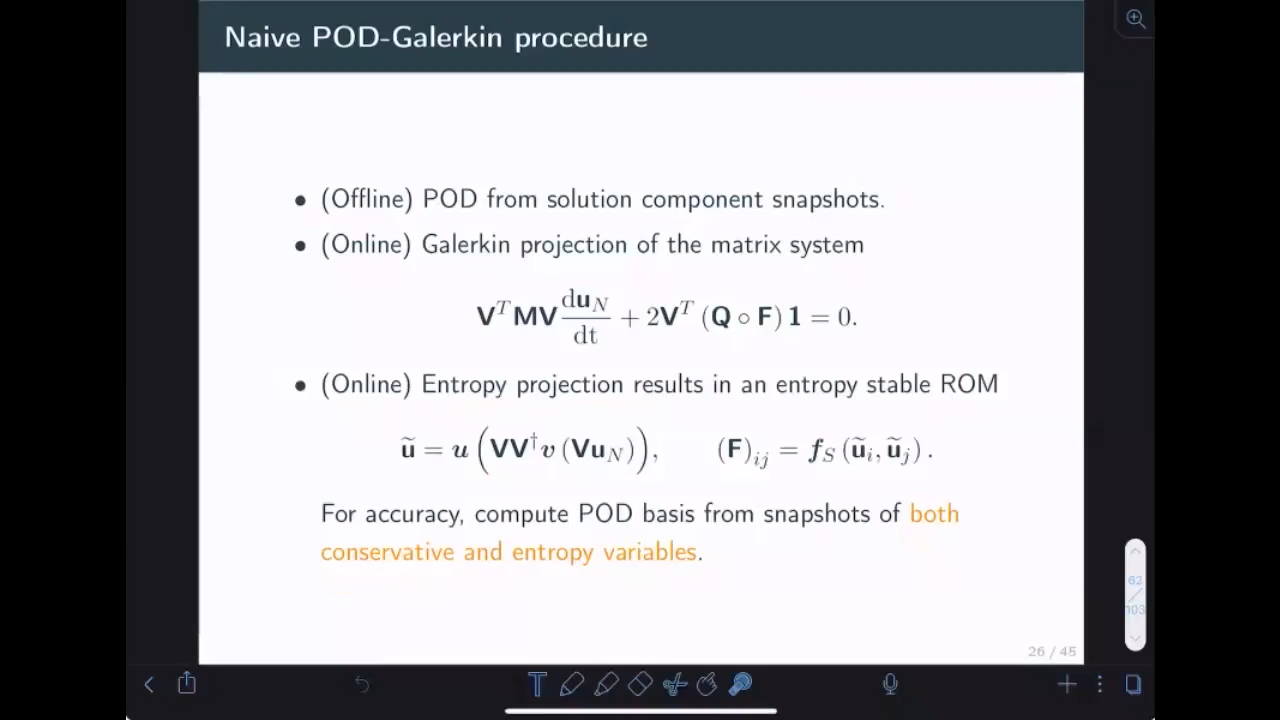 Naive POD-Galerkin procedure
• (Offline) POD from solution component snapshots.
• (Online) Galerkin projection of the matrix system
V^T MV du_N/dt + 2V^T (Q ∘ F) 1 = 0.
• (Online) Entropy projection results in an entropy stable ROM
ũ = u (VV^† v (Vu_N)), (F)_ij = f_S (ũ_i, ũ_j) .
For accuracy, compute POD basis from snapshots of both
conservative and entropy variables.
62
/
103
26 / 45